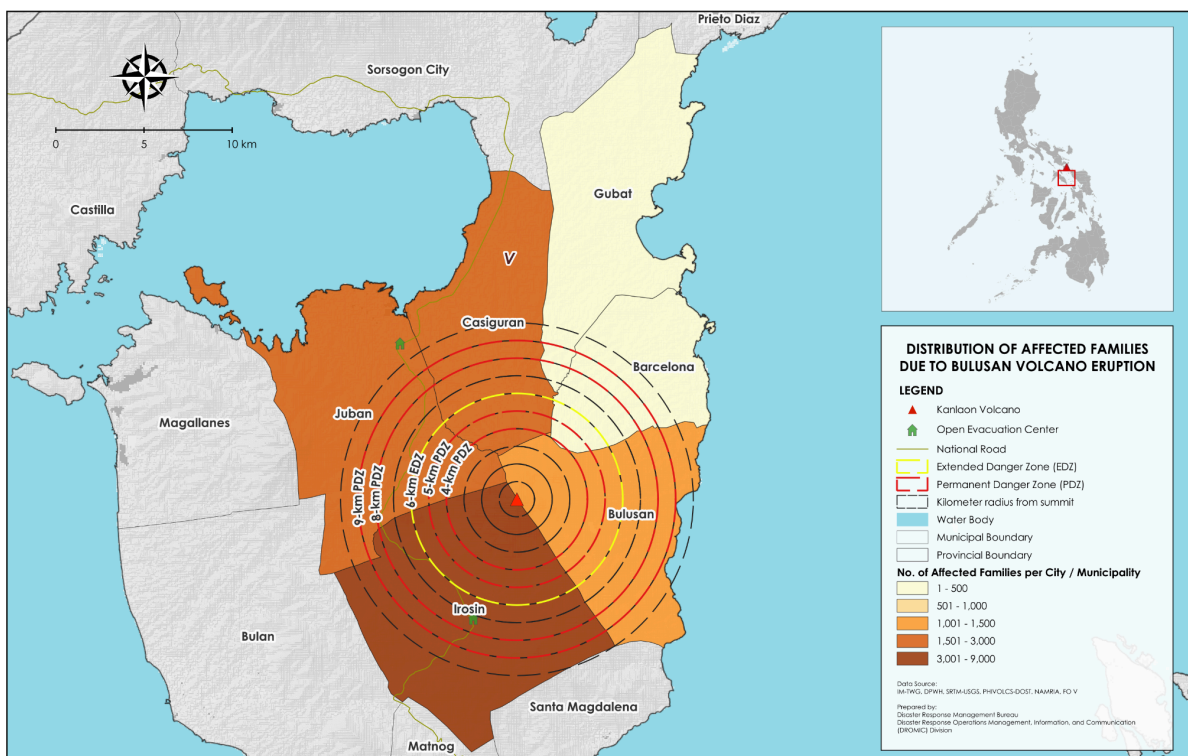 Prieto Diaz
Sorsogon City
0 5 10 km
Castilla
Gubat
V
Casiguran
Barcelona
Juban
Magallanes
9-km PDZ
8-km PDZ
6-km EDZ
5-km PDZ
4-km PDZ
Bulusan
Irosin
Bulan
Santa Magdalena
Matnog
DISTRIBUTION OF AFFECTED FAMILIES
DUE TO BULUSAN VOLCANO ERUPTION
LEGEND
Kanlaon Volcano
Open Evacuation Center
National Road
Extended Danger Zone (EDZ)
Permanent Danger Zone (PDZ)
Kilometer radius from summit
Water Body
Municipal Boundary
Provincial Boundary
No. of Affected Families per City / Municipality
1 - 500
501 - 1,000
1,001 - 1,500
1,501 - 3,000
3,001 - 9,000
Data Source:
IM-TWG, DPWH, SRTM-USGS, PHIVOLCS-DOST, NAMRIA, FO V
Prepared by:
Disaster Response Management Bureau
Disaster Response Operations Management, Information, and Communication
(DROMIC) Division